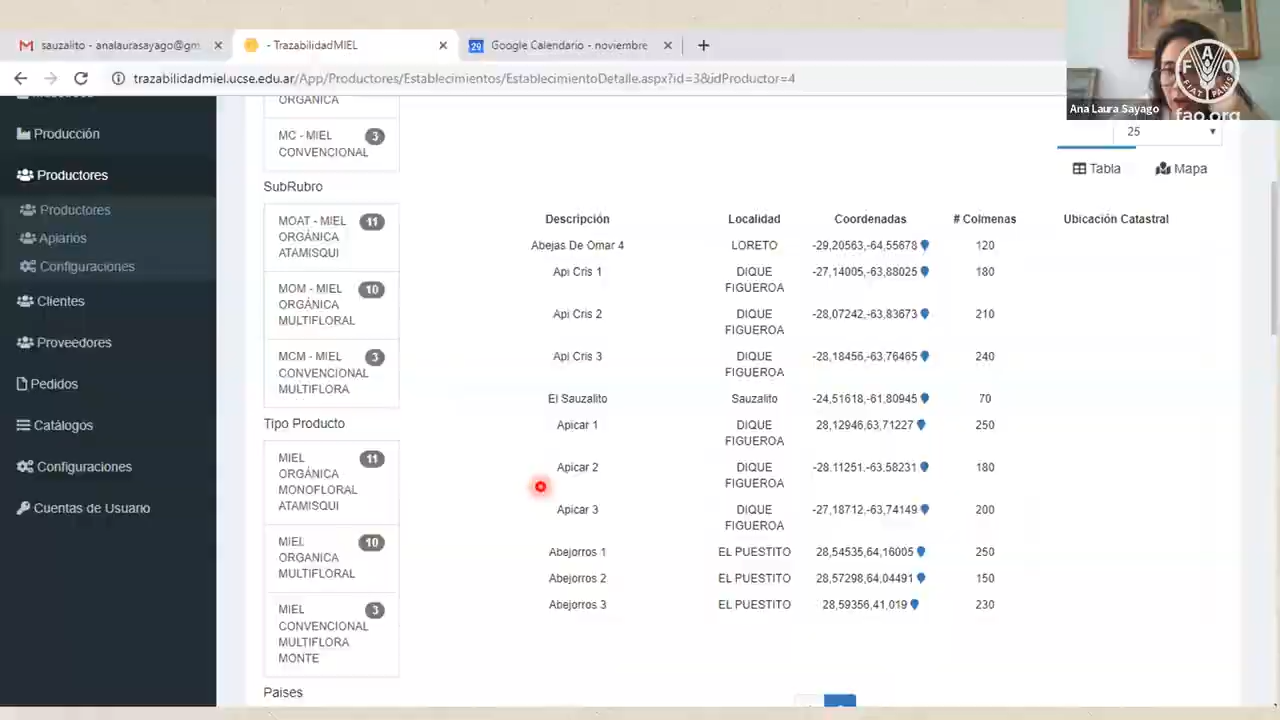 sauzalito - analaurasayago@gm
- TrazabilidadMIEL
Google Calendario - noviembre
trazabilidadmiel.ucse.edu.ar/App/Productores/Establecimientos/EstablecimientoDetalle.aspx?id=3&idProductor=4
FAO
FIAT PANIS
Ana Laura Sayago
fao.org
Producción
Productores
Productores
Apiarios
Configuraciones
Clientes
Proveedores
Pedidos
Catálogos
Configuraciones
Cuentas de Usuario
ORGÁNICA
MC - MIEL 3
CONVENCIONAL
SubRubro
MOAT - MIEL 11
ORGÁNICA
ATAMISQUI
MOM - MIEL 10
ORGÁNICA
MULTIFLORAL
MCM - MIEL 3
CONVENCIONAL
MULTIFLORA
Tipo Producto
MIEL 11
ORGÁNICA
MONOFLORAL
ATAMISQUI
MIEL 10
ORGANICA
MULTIFLORAL
MIEL 3
CONVENCIONAL
MULTIFLORA
MONTE
Paises
25
Tabla Mapa
Descripción Localidad Coordenadas # Colmenas Ubicación Catastral
Abejas De Omar 4 LORETO -29,20563,-64,55678 120
Api Cris 1 DIQUE -27,14005,-63,88025 180
FIGUEROA
Api Cris 2 DIQUE -28,07242,-63,83673 210
FIGUEROA
Api Cris 3 DIQUE -28,18456,-63,76465 240
FIGUEROA
El Sauzalito Sauzalito -24,51618,-61,80945 70
Apicar 1 DIQUE 28,12946,63,71227 250
FIGUEROA
Apicar 2 DIQUE -28.11251,-63.58231 180
FIGUEROA
Apicar 3 DIQUE -27,18712,-63,74149 200
FIGUEROA
Abejorros 1 EL PUESTITO 28,54535,64,16005 250
Abejorros 2 EL PUESTITO 28,57298,64,04491 150
Abejorros 3 EL PUESTITO 28,59356,41,019 230